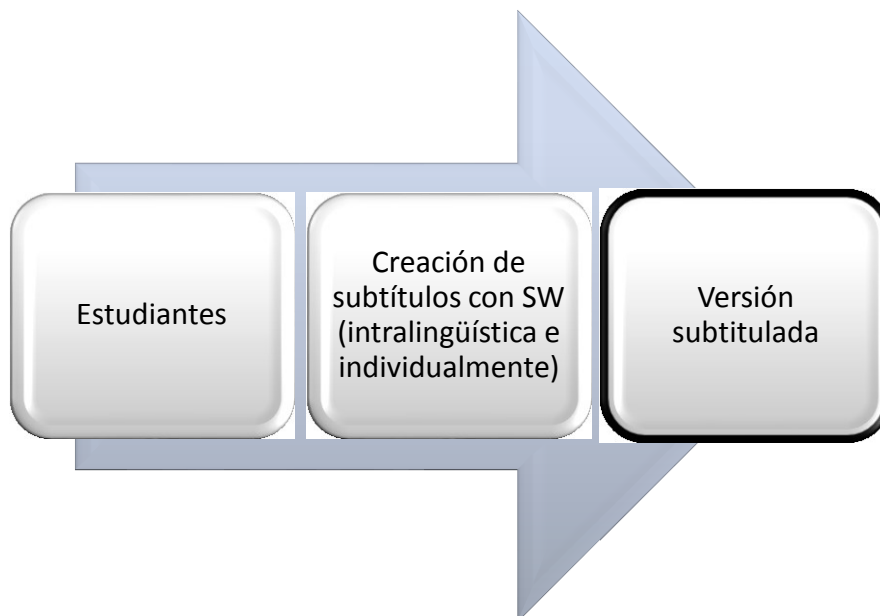 Estudiantes
Creación de
subtítulos con SW
(intralingüística e
individualmente)
Versión
subtitulada